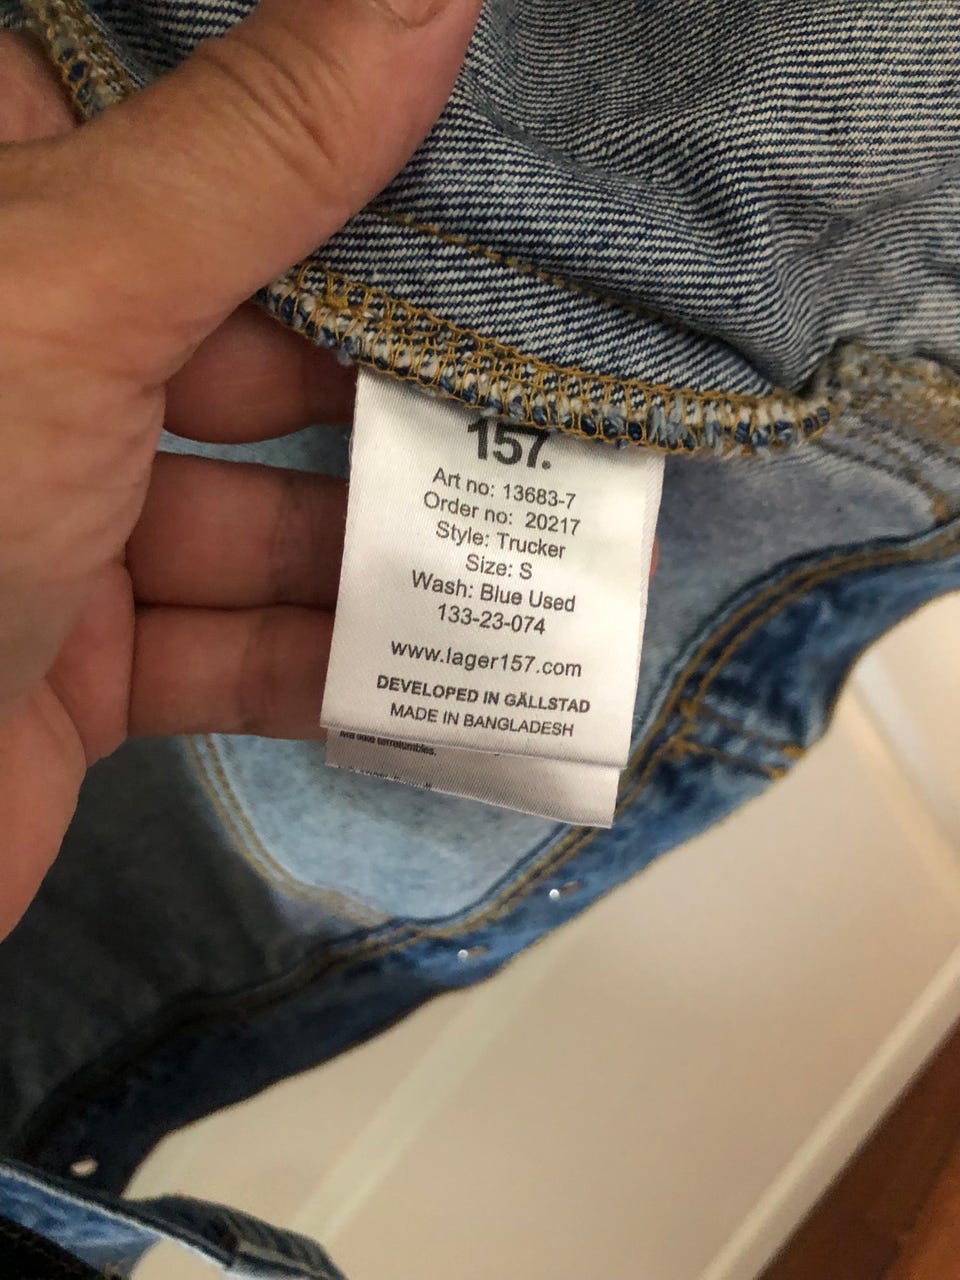 157.
Art no: 13683-7
Order no: 20217
Style: Trucker
Size: S
Wash: Blue Used
133-23-074
www.lager157.com
DEVELOPED IN GÄLLSTAD
MADE IN BANGLADESH